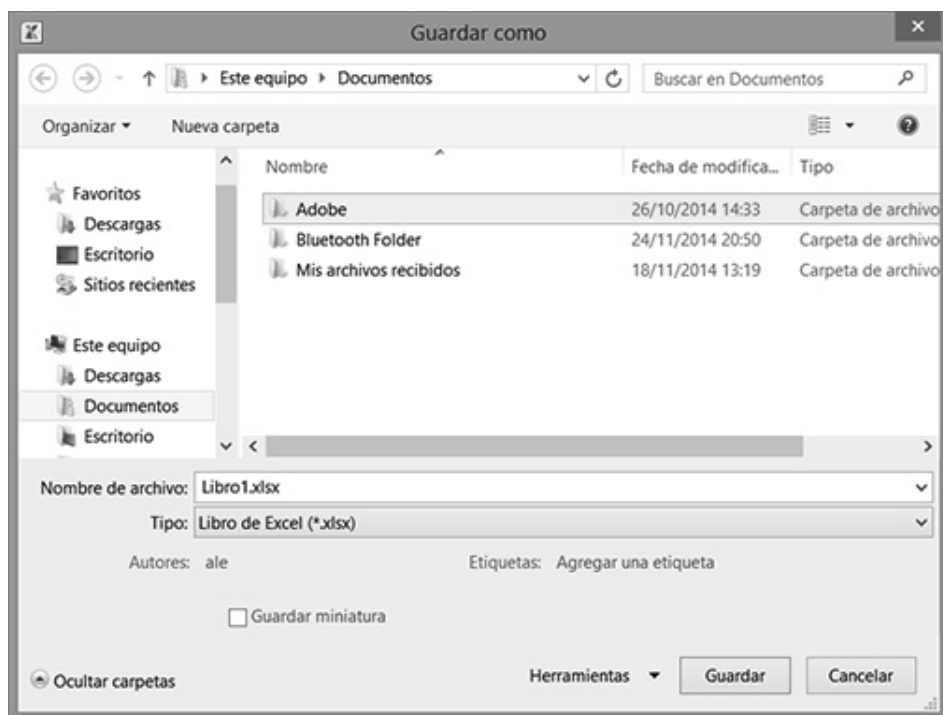 Guardar como
Este equipo Documentos
Buscar en Documentos
Organizar
Nueva carpeta
Favoritos
Descargas
Escritorio
Sitios recientes
Este equipo
Descargas
Documentos
Escritorio
Nombre Fecha de modifica... Tipo
Adobe 26/10/2014 14:33 Carpeta de archivo
Bluetooth Folder 24/11/2014 20:50 Carpeta de archivo
Mis archivos recibidos 18/11/2014 13:19 Carpeta de archivo
Nombre de archivo: Libro1.xlsx
Tipo: Libro de Excel (*.xlsx)
Autores: ale Etiquetas: Agregar una etiqueta
Guardar miniatura
Ocultar carpetas Herramientas Guardar Cancelar